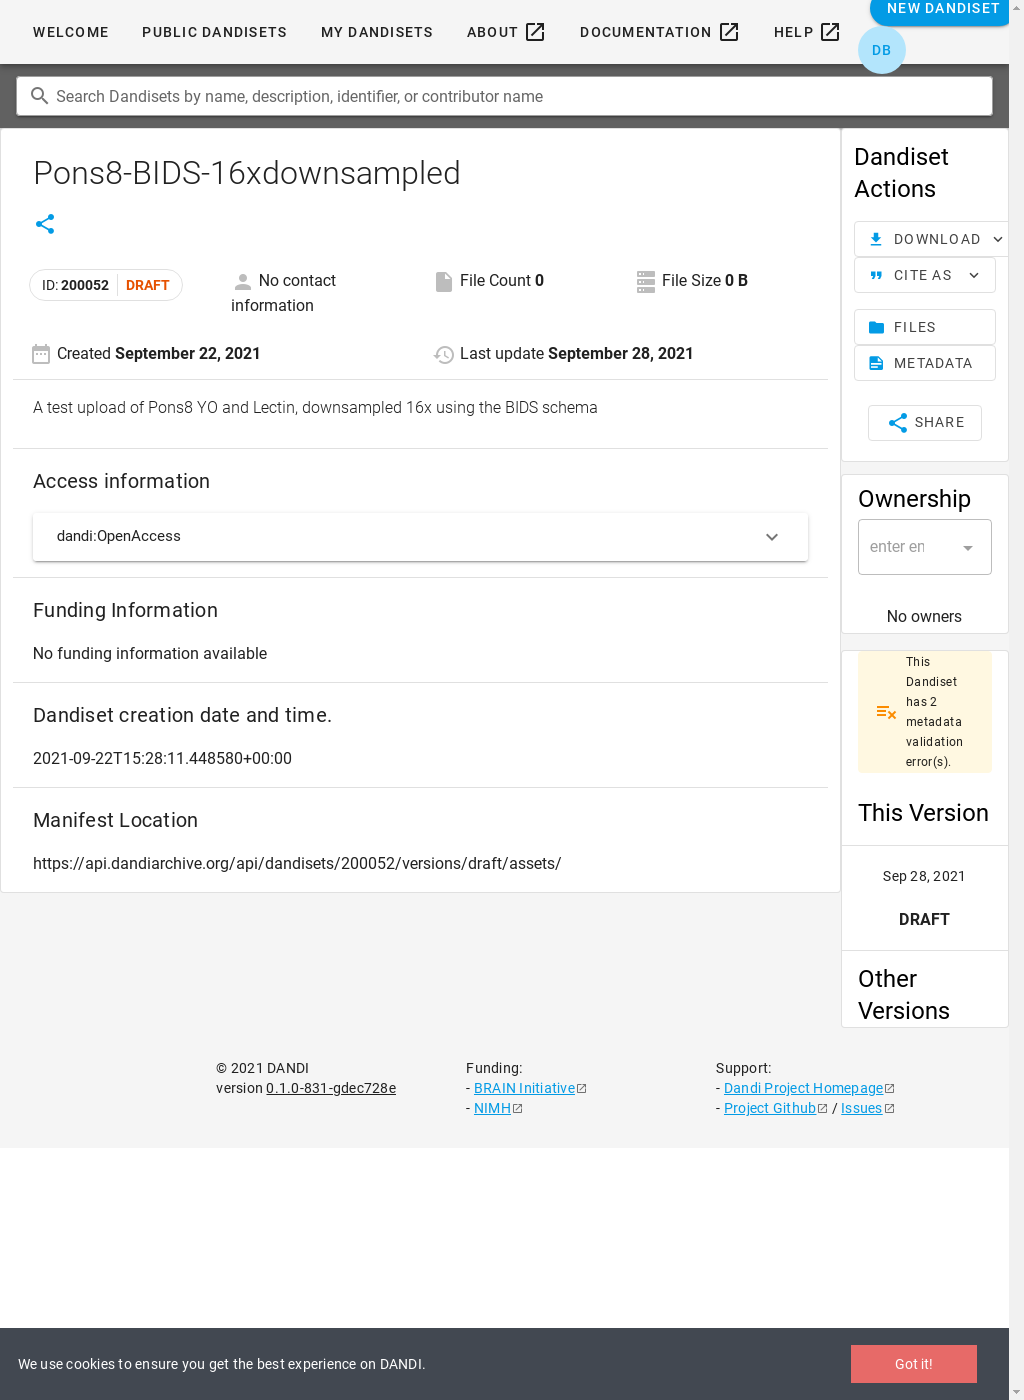 NEW DANDISET
WELCOME PUBLIC DANDISETS MY DANDISETS ABOUT DOCUMENTATION HELP
DB
Search Dandisets by name, description, identifier, or contributor name
Pons8-BIDS-16xdownsampled
ID: 200052 DRAFT
No contact
information
File Count 0
File Size 0 B
Created September 22, 2021
Last update September 28, 2021
A test upload of Pons8 YO and Lectin, downsampled 16x using the BIDS schema
Access information
dandi:OpenAccess
Funding Information
No funding information available
Dandiset creation date and time.
2021-09-22T15:28:11.448580+00:00
Manifest Location
https://api.dandiarchive.org/api/dandisets/200052/versions/draft/assets/
Dandiset
Actions
DOWNLOAD
CITE AS
FILES
METADATA
SHARE
Ownership
enter en
No owners
This
Dandiset
has 2
metadata
validation
error(s).
This Version
Sep 28, 2021
DRAFT
Other
Versions
© 2021 DANDI
version 0.1.0-831-gdec728e
Funding:
- BRAIN Initiative
- NIMH
Support:
- Dandi Project Homepage
- Project Github / Issues
We use cookies to ensure you get the best experience on DANDI.
Got it!